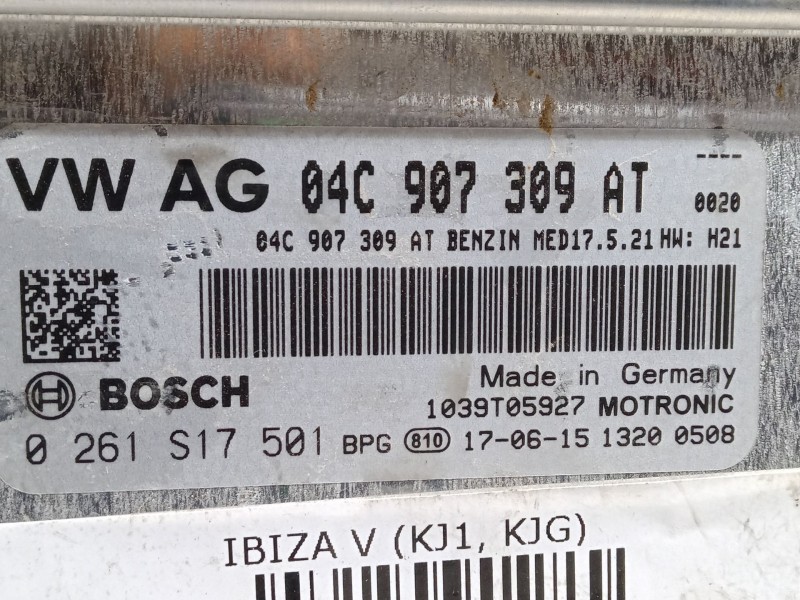 VW AG 04C 907 309 AT
----
0020
04C 907 309 AT BENZIN MED17.5.21 HW: H21
BOSCH
Made in Germany
1039T05927 MOTRONIC
0 261 S17 501 BPG 810 17-06-15 1320 0508
IBIZA V (KJ1, KJG)